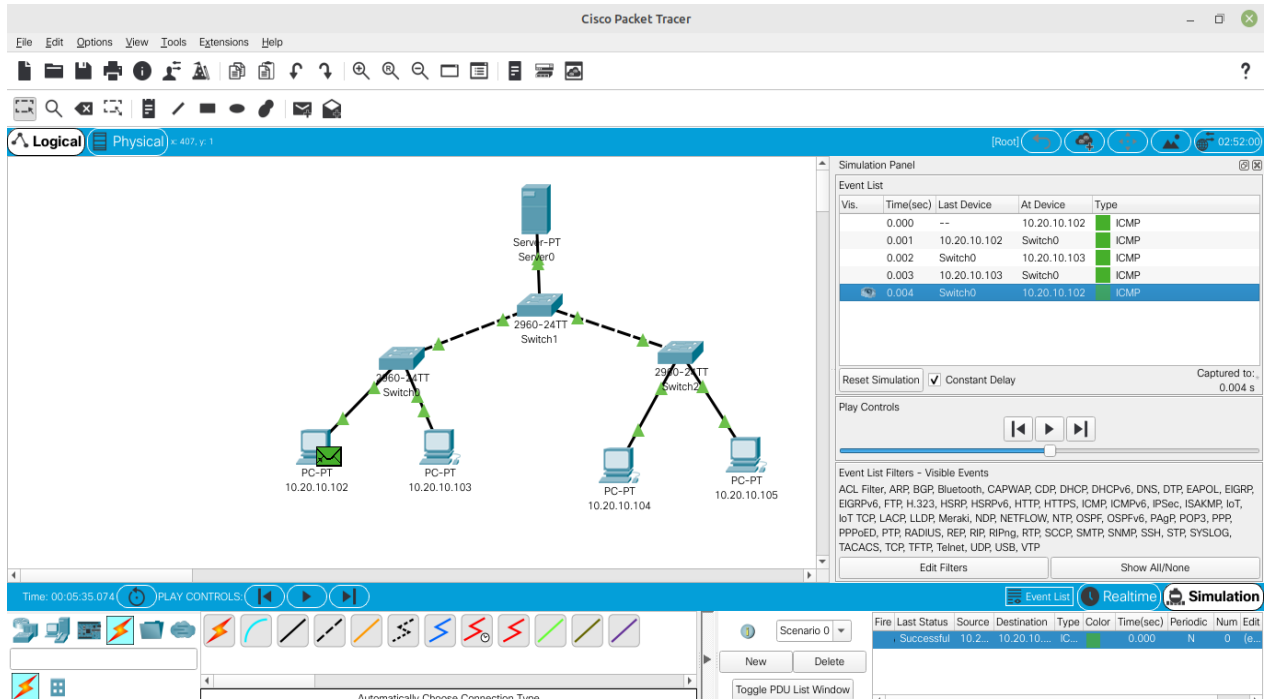 Cisco Packet Tracer
File Edit Options View Tools Extensions Help
?
Logical Physical x: 407, y: 1 [Root] 02:52:00
Simulation Panel
Event List
Vis. Time(sec) Last Device At Device Type
0.000 -- 10.20.10.102 ICMP
0.001 10.20.10.102 Switch0 ICMP
0.002 Switch0 10.20.10.103 ICMP
0.003 10.20.10.103 Switch0 ICMP
0.004 Switch0 10.20.10.102 ICMP
Reset Simulation Constant Delay Captured to:
0.004 s
Play Controls
Event List Filters - Visible Events
ACL Filter, ARP, BGP, Bluetooth, CAPWAP, CDP, DHCP, DHCPv6, DNS, DTP, EAPOL, EIGRP,
EIGRPv6, FTP, H.323, HSRP, HSRPv6, HTTP, HTTPS, ICMP, ICMPv6, IPSec, ISAKMP, IoT,
IoT TCP, LACP, LLDP, Meraki, NDP, NETFLOW, NTP, OSPF, OSPFv6, PAgP, POP3, PPP,
PPPoED, PTP, RADIUS, REP, RIP, RIPng, RTP, SCCP, SMTP, SNMP, SSH, STP, SYSLOG,
TACACS, TCP, TFTP, Telnet, UDP, USB, VTP
Edit Filters Show All/None
Server-PT
Server0
2960-24TT
Switch1
2960-24TT
Switch0
2960-24TT
Switch2
PC-PT
10.20.10.102
PC-PT
10.20.10.103
PC-PT
10.20.10.104
PC-PT
10.20.10.105
Time: 00:05:35.074 PLAY CONTROLS: Event List Realtime Simulation
Scenario 0
New Delete
Toggle PDU List Window
Fire Last Status Source Destination Type Color Time(sec) Periodic Num Edit
Successful 10.2... 10.20.10.... IC... 0.000 N 0 (e...
Automatically Choose Connection Type